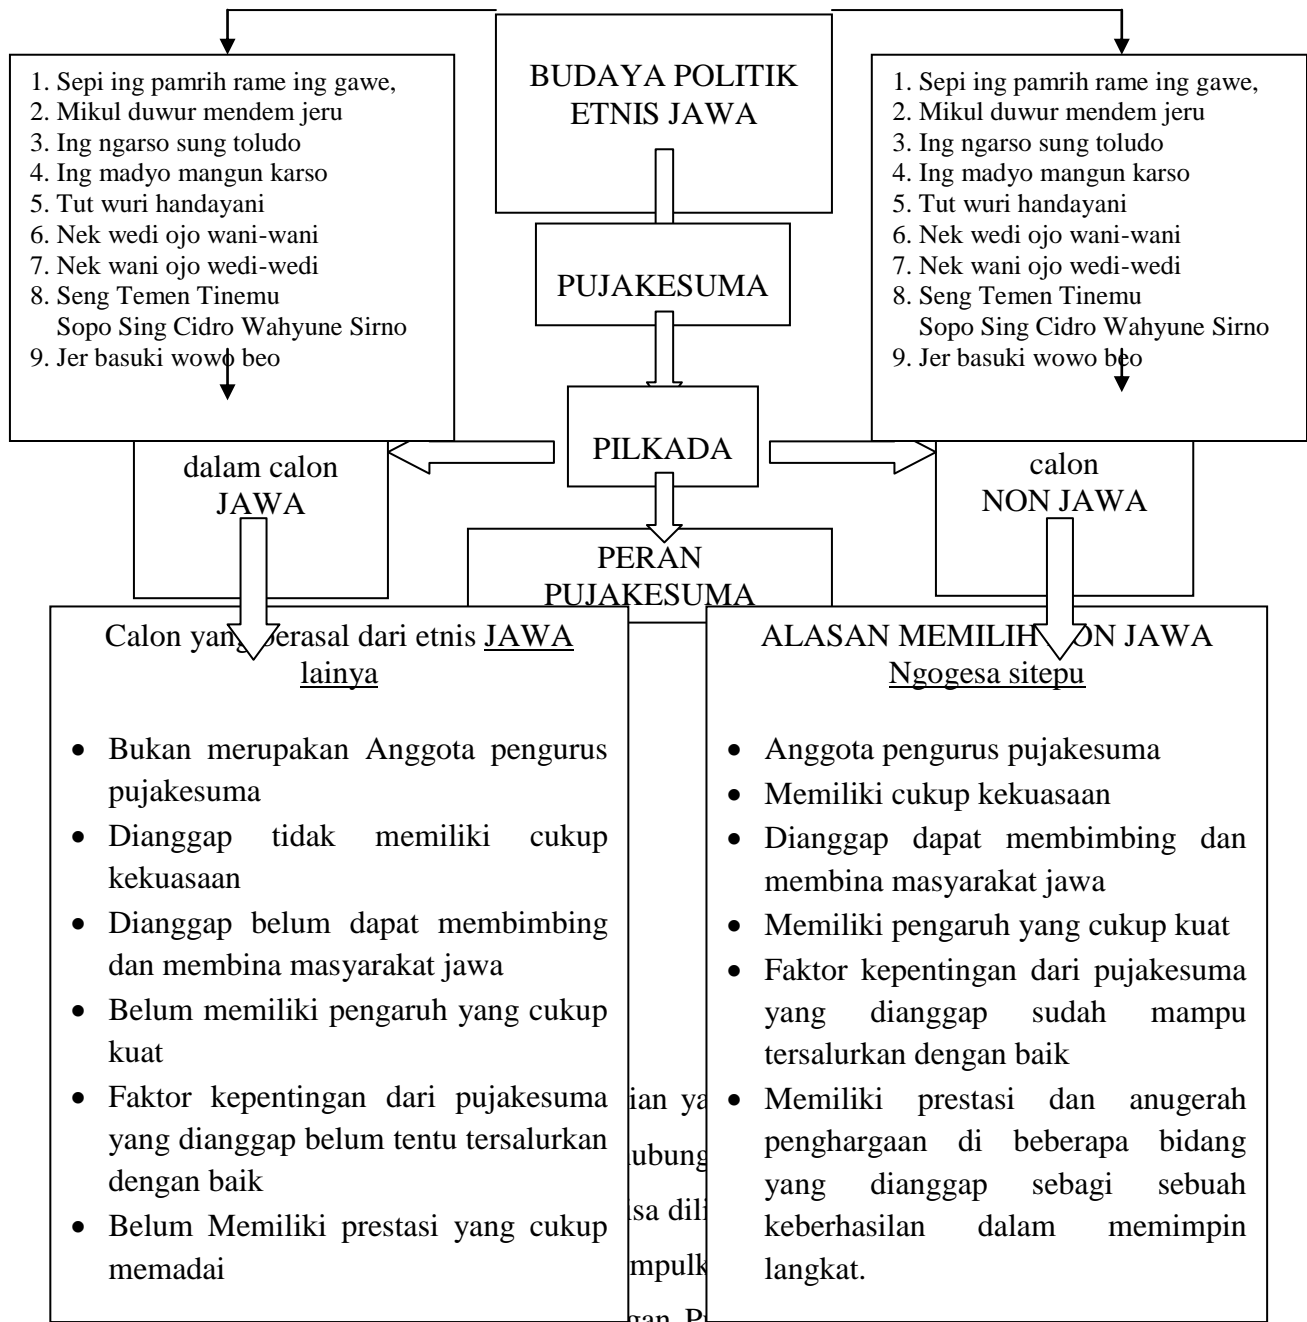 BUDAYA POLITIK
ETNIS JAWA
1. Sepi ing pamrih rame ing gawe,
2. Mikul duwur mendem jeru
3. Ing ngarso sung toludo
4. Ing madyo mangun karso
5. Tut wuri handayani
6. Nek wedi ojo wani-wani
7. Nek wani ojo wedi-wedi
8. Seng Temen Tinemu
Sopo Sing Cidro Wahyune Sirno
9. Jer basuki wowo beo
1. Sepi ing pamrih rame ing gawe,
2. Mikul duwur mendem jeru
3. Ing ngarso sung toludo
4. Ing madyo mangun karso
5. Tut wuri handayani
6. Nek wedi ojo wani-wani
7. Nek wani ojo wedi-wedi
8. Seng Temen Tinemu
Sopo Sing Cidro Wahyune Sirno
9. Jer basuki wowo beo
PUJAKESUMA
PILKADA
dalam calon
JAWA
calon
NON JAWA
PERAN
PUJAKESUMA
Calon yang berasal dari etnis JAWA
lainya
• Bukan merupakan Anggota pengurus
pujakesuma
• Dianggap tidak memiliki cukup
kekuasaan
• Dianggap belum dapat membimbing
dan membina masyarakat jawa
• Belum memiliki pengaruh yang cukup
kuat
• Faktor kepentingan dari pujakesuma
yang dianggap belum tentu tersalurkan
dengan baik
• Belum Memiliki prestasi yang cukup
memadai
ALASAN MEMILIH NON JAWA
Ngogesa sitepu
• Anggota pengurus pujakesuma
• Memiliki cukup kekuasaan
• Dianggap dapat membimbing dan
membina masyarakat jawa
• Memiliki pengaruh yang cukup kuat
• Faktor kepentingan dari pujakesuma
yang dianggap sudah mampu
tersalurkan dengan baik
• Memiliki prestasi dan anugerah
penghargaan di beberapa bidang
yang dianggap sebagi sebuah
keberhasilan dalam memimpin
langkat.
ian ya
ubung
isa dili
mpulk